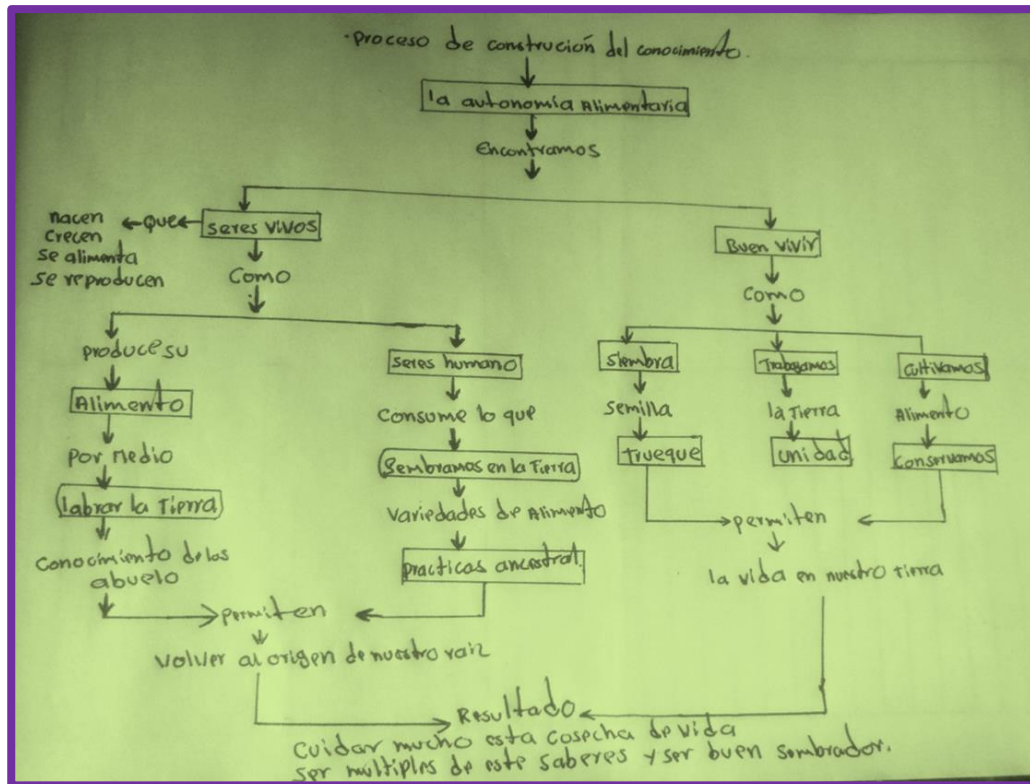 ·Proceso de construción del conocimiento.
la autonomía Alimentaria
Encontramos
Seres Vivos
Que
nacen
crecen
se alimenta
se reproducen
Como
produce su
Alimento
por medio
labrar la Tierra
Conocimiento de los
abuelo
Seres humano
Consume lo que
Sembramos en la Tierra
Variedades de Alimento
practicas ancestral.
permiten
Volver al origen de nuestro raiz
Buen Vivir
Como
Siembra
Semilla
trueque
Trabajamos
la Tierra
unidad
Cultivamos
Alimento
Conservamos
permiten
la vida en nuestro tierra
Resultado
Cuidar mucho esta cosecha de vida
ser multiples de este saberes y ser buen sembrador.